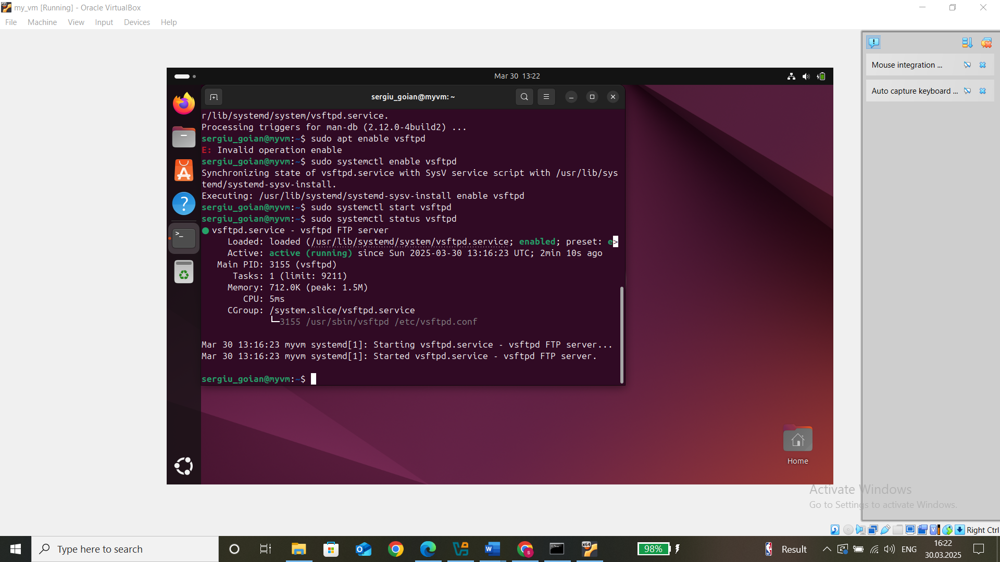 my_vm [Running] - Oracle VirtualBox
File Machine View Input Devices Help
Mar 30 13:22
sergiu_goian@myvm: ~
r/lib/systemd/system/vsftpd.service.
Processing triggers for man-db (2.12.0-4build2) ...
sergiu_goian@myvm:~$ sudo apt enable vsftpd
E: Invalid operation enable
sergiu_goian@myvm:~$ sudo systemctl enable vsftpd
Synchronizing state of vsftpd.service with SysV service script with /usr/lib/sys
temd/systemd-sysv-install.
Executing: /usr/lib/systemd/systemd-sysv-install enable vsftpd
sergiu_goian@myvm:~$ sudo systemctl start vsftpd
sergiu_goian@myvm:~$ sudo systemctl status vsftpd
● vsftpd.service - vsftpd FTP server
Loaded: loaded (/usr/lib/systemd/system/vsftpd.service; enabled; preset: e>
Active: active (running) since Sun 2025-03-30 13:16:23 UTC; 2min 10s ago
Main PID: 3155 (vsftpd)
Tasks: 1 (limit: 9211)
Memory: 712.0K (peak: 1.5M)
CPU: 5ms
CGroup: /system.slice/vsftpd.service
└─3155 /usr/sbin/vsftpd /etc/vsftpd.conf
Mar 30 13:16:23 myvm systemd[1]: Starting vsftpd.service - vsftpd FTP server...
Mar 30 13:16:23 myvm systemd[1]: Started vsftpd.service - vsftpd FTP server.
sergiu_goian@myvm:~$
Home
Mouse integration ...
Auto capture keyboard ...
Activate Windows
Go to Settings to activate Windows.
Right Ctrl
Type here to search
98%
Result
ENG
16:22
30.03.2025